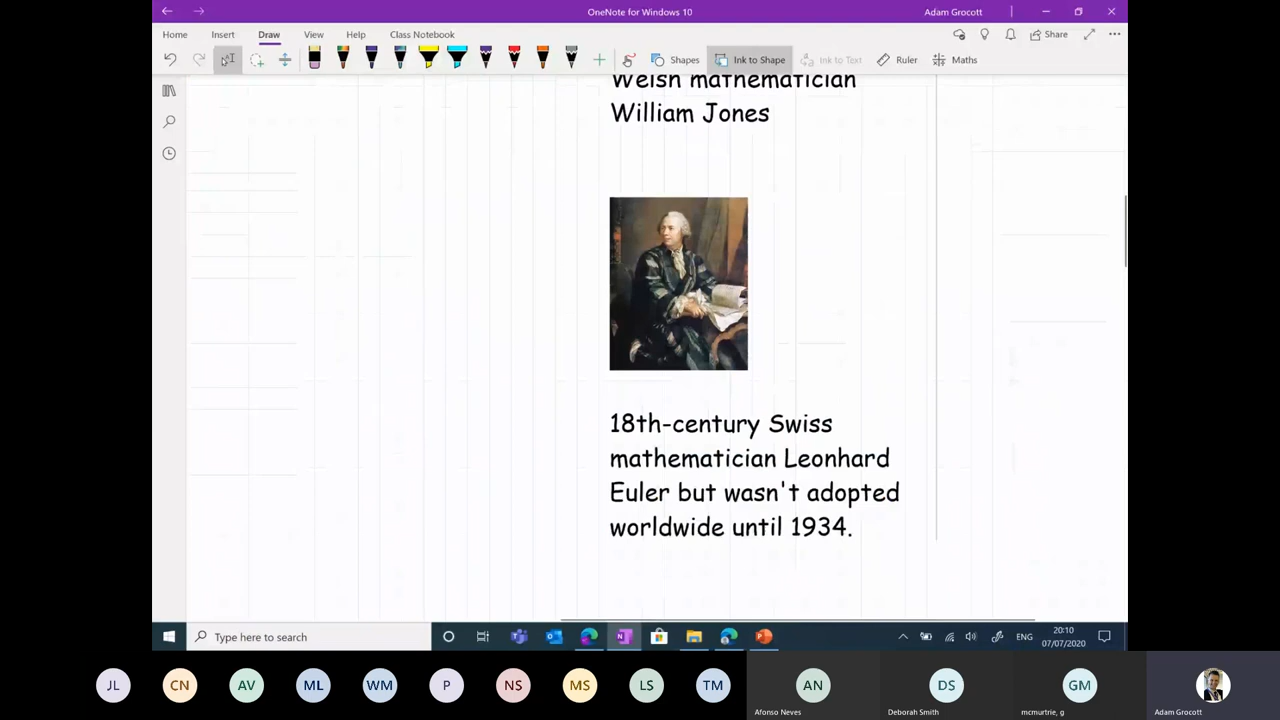 OneNote for Windows 10
Adam Grocott
Home Insert Draw View Help Class Notebook
Share
Shapes Ink to Shape Ink to Text Ruler Maths
Welsh mathematician
William Jones
18th-century Swiss
mathematician Leonhard
Euler but wasn't adopted
worldwide until 1934.
Type here to search
ENG
20:10
07/07/2020
JL CN AV ML WM P NS MS LS TM AN DS GM
Afonso Neves Deborah Smith mcmurtrie, g Adam Grocott